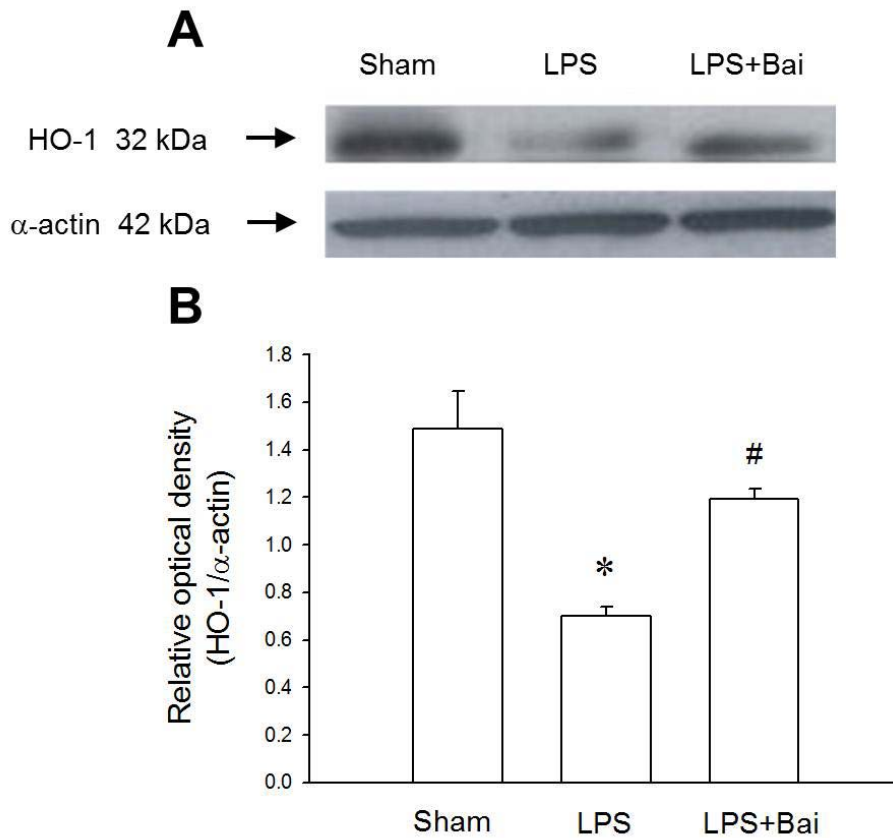 A
Sham LPS LPS+Bai
HO-1 32 kDa
α-actin 42 kDa
B
Relative optical density
(HO-1/α-actin)
1.8
1.6
1.4
1.2
1.0
0.8
0.6
0.4
0.2
0.0
*
#
Sham LPS LPS+Bai